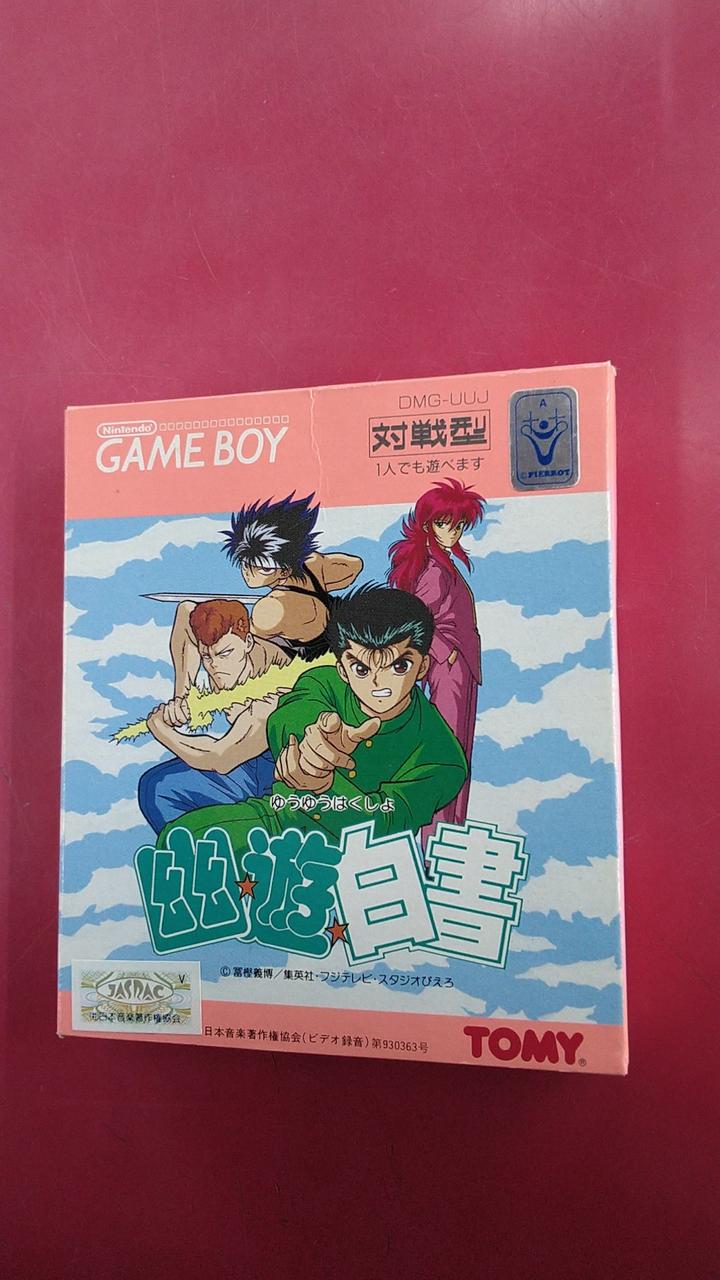 Nintendo
GAME BOY
DMG-UUJ
対戦型
1人でも遊べます
A
©PIERROT
ゆうゆうはくしょ
幽★遊★白書
©冨樫義博/集英社・フジテレビ・スタジオぴえろ
V
JASRAC
日本音楽著作権協会
日本音楽著作権協会(ビデオ録音)第930363号
TOMY®